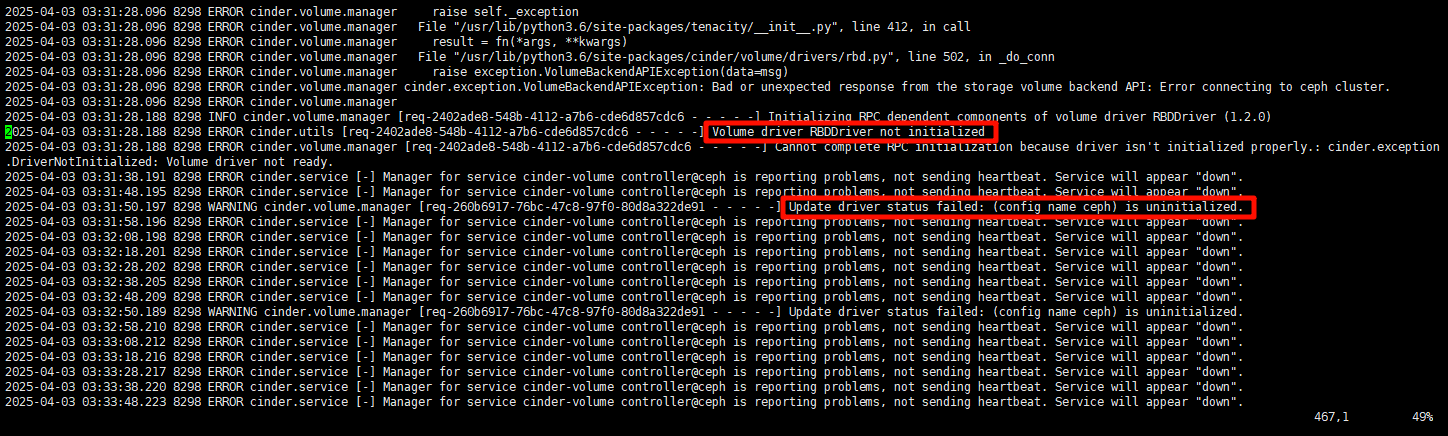 2025-04-03 03:31:28.096 8298 ERROR cinder.volume.manager     raise self._exception
2025-04-03 03:31:28.096 8298 ERROR cinder.volume.manager   File "/usr/lib/python3.6/site-packages/tenacity/__init__.py", line 412, in call
2025-04-03 03:31:28.096 8298 ERROR cinder.volume.manager     result = fn(*args, **kwargs)
2025-04-03 03:31:28.096 8298 ERROR cinder.volume.manager   File "/usr/lib/python3.6/site-packages/cinder/volume/drivers/rbd.py", line 502, in _do_conn
2025-04-03 03:31:28.096 8298 ERROR cinder.volume.manager     raise exception.VolumeBackendAPIException(data=msg)
2025-04-03 03:31:28.096 8298 ERROR cinder.volume.manager cinder.exception.VolumeBackendAPIException: Bad or unexpected response from the storage volume backend API: Error connecting to ceph cluster.
2025-04-03 03:31:28.096 8298 ERROR cinder.volume.manager
2025-04-03 03:31:28.188 8298 INFO cinder.volume.manager [req-2402ade8-548b-4112-a7b6-cde6d857cdc6 - - - - -] Initializing RPC dependent components of volume driver RBDDriver (1.2.0)
2025-04-03 03:31:28.188 8298 ERROR cinder.utils [req-2402ade8-548b-4112-a7b6-cde6d857cdc6 - - - - -] Volume driver RBDDriver not initialized
2025-04-03 03:31:28.188 8298 ERROR cinder.volume.manager [req-2402ade8-548b-4112-a7b6-cde6d857cdc6 - - - - -] Cannot complete RPC initialization because driver isn't initialized properly.: cinder.exception
.DriverNotInitialized: Volume driver not ready.
2025-04-03 03:31:38.191 8298 ERROR cinder.service [-] Manager for service cinder-volume controller@ceph is reporting problems, not sending heartbeat. Service will appear "down".
2025-04-03 03:31:48.195 8298 ERROR cinder.service [-] Manager for service cinder-volume controller@ceph is reporting problems, not sending heartbeat. Service will appear "down".
2025-04-03 03:31:50.197 8298 WARNING cinder.volume.manager [req-260b6917-76bc-47c8-97f0-80d8a322de91 - - - - -] Update driver status failed: (config name ceph) is uninitialized.
2025-04-03 03:31:58.196 8298 ERROR cinder.service [-] Manager for service cinder-volume controller@ceph is reporting problems, not sending heartbeat. Service will appear "down".
2025-04-03 03:32:08.198 8298 ERROR cinder.service [-] Manager for service cinder-volume controller@ceph is reporting problems, not sending heartbeat. Service will appear "down".
2025-04-03 03:32:18.201 8298 ERROR cinder.service [-] Manager for service cinder-volume controller@ceph is reporting problems, not sending heartbeat. Service will appear "down".
2025-04-03 03:32:28.202 8298 ERROR cinder.service [-] Manager for service cinder-volume controller@ceph is reporting problems, not sending heartbeat. Service will appear "down".
2025-04-03 03:32:38.205 8298 ERROR cinder.service [-] Manager for service cinder-volume controller@ceph is reporting problems, not sending heartbeat. Service will appear "down".
2025-04-03 03:32:48.209 8298 ERROR cinder.service [-] Manager for service cinder-volume controller@ceph is reporting problems, not sending heartbeat. Service will appear "down".
2025-04-03 03:32:50.189 8298 WARNING cinder.volume.manager [req-260b6917-76bc-47c8-97f0-80d8a322de91 - - - - -] Update driver status failed: (config name ceph) is uninitialized.
2025-04-03 03:32:58.210 8298 ERROR cinder.service [-] Manager for service cinder-volume controller@ceph is reporting problems, not sending heartbeat. Service will appear "down".
2025-04-03 03:33:08.212 8298 ERROR cinder.service [-] Manager for service cinder-volume controller@ceph is reporting problems, not sending heartbeat. Service will appear "down".
2025-04-03 03:33:18.216 8298 ERROR cinder.service [-] Manager for service cinder-volume controller@ceph is reporting problems, not sending heartbeat. Service will appear "down".
2025-04-03 03:33:28.217 8298 ERROR cinder.service [-] Manager for service cinder-volume controller@ceph is reporting problems, not sending heartbeat. Service will appear "down".
2025-04-03 03:33:38.220 8298 ERROR cinder.service [-] Manager for service cinder-volume controller@ceph is reporting problems, not sending heartbeat. Service will appear "down".
2025-04-03 03:33:48.223 8298 ERROR cinder.service [-] Manager for service cinder-volume controller@ceph is reporting problems, not sending heartbeat. Service will appear "down".
467,1 49%